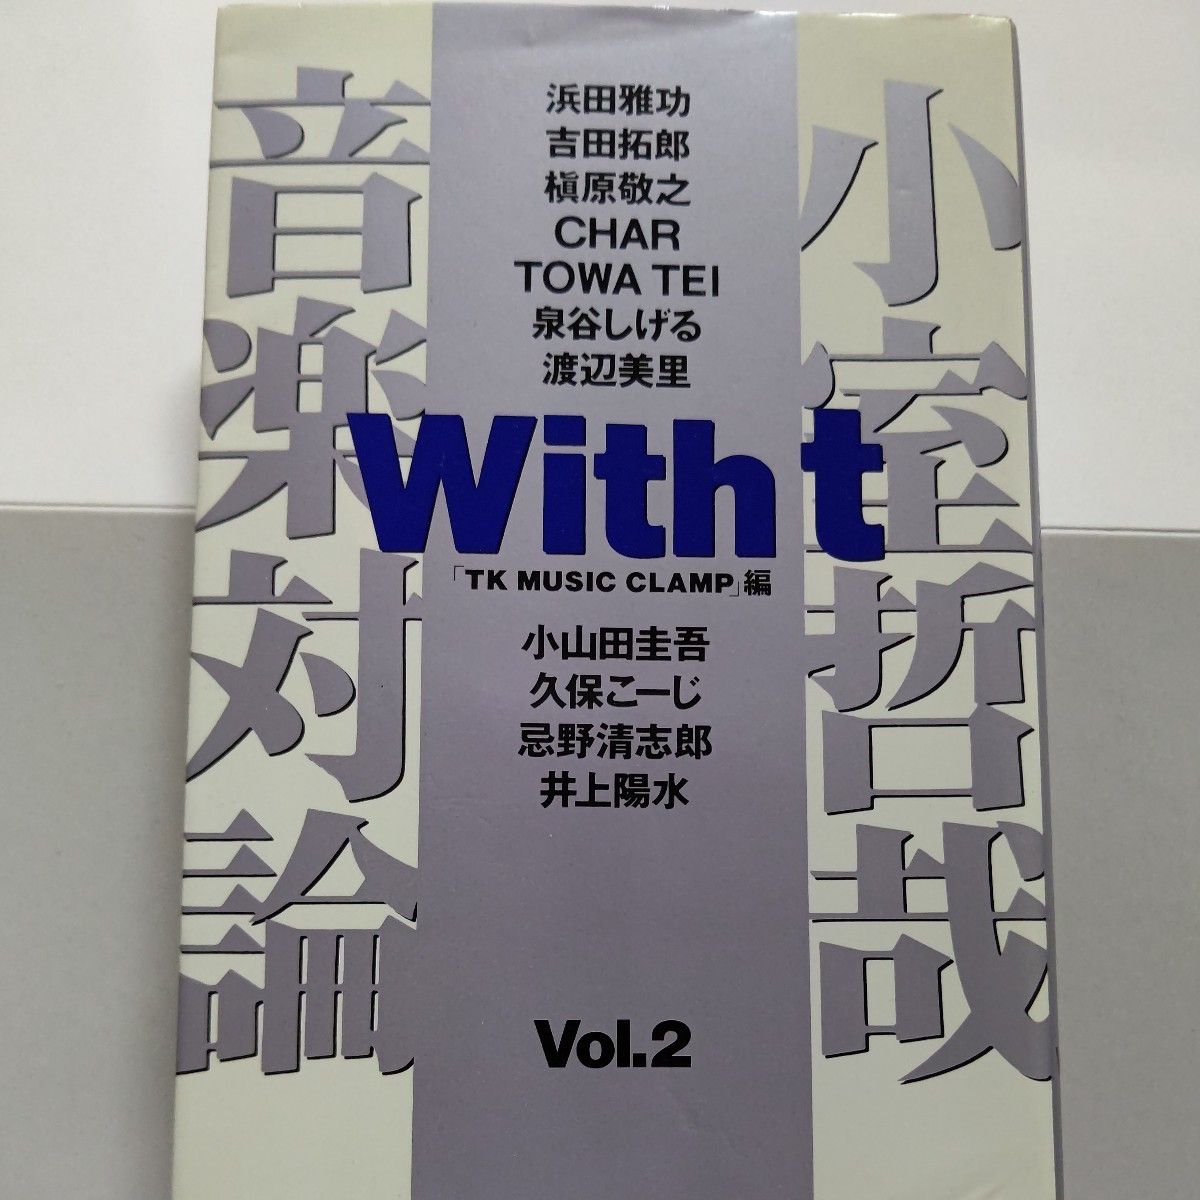 小室哲哉
音楽対論
浜田雅功
吉田拓郎
槇原敬之
CHAR
TOWA TEI
泉谷しげる
渡辺美里
With t
「TK MUSIC CLAMP」編
小山田圭吾
久保こーじ
忌野清志郎
井上陽水
Vol.2